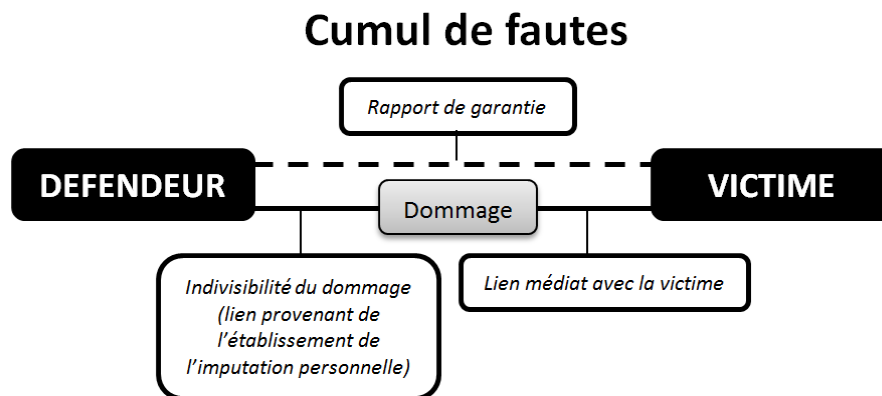 Cumul de fautes
Rapport de garantie
DEFENDEUR
VICTIME
Dommage
Indivisibilité du dommage
(lien provenant de
l'établissement de
l'imputation personnelle)
Lien médiat avec la victime